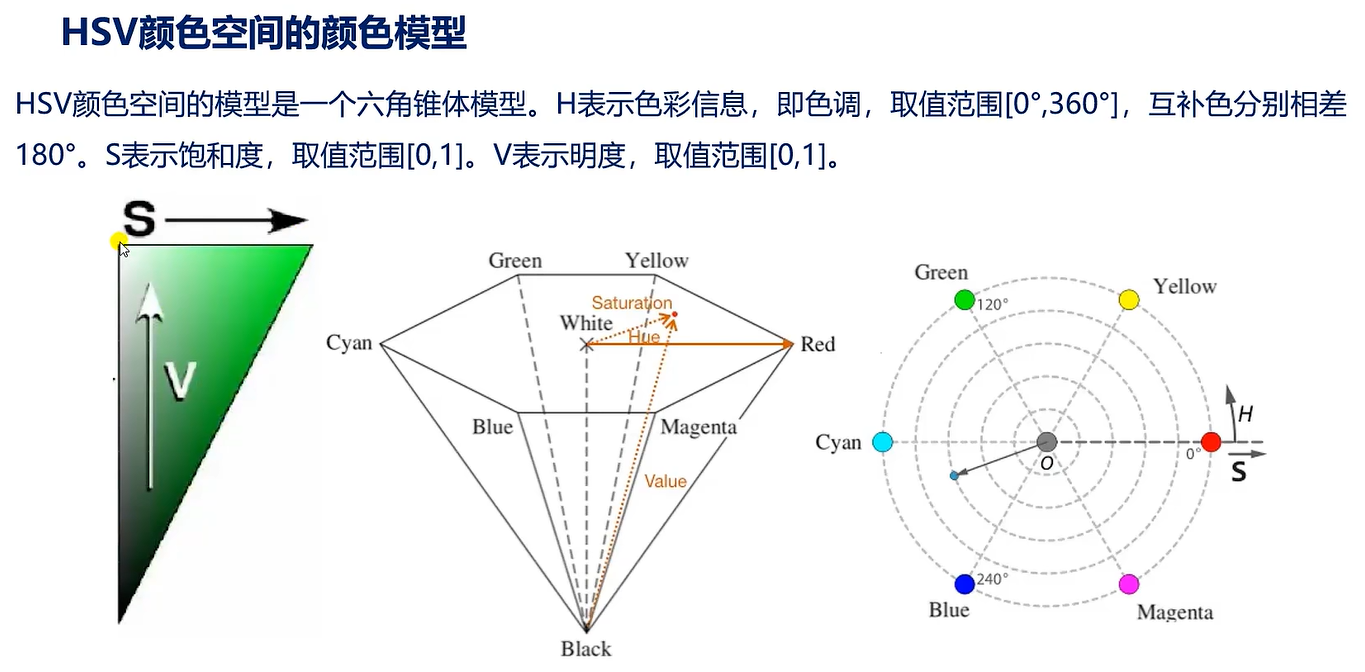 HSV颜色空间的颜色模型
HSV颜色空间的模型是一个六角锥体模型。H表示色彩信息，即色调，取值范围[0°,360°]，互补色分别相差
180°。S表示饱和度，取值范围[0,1]。V表示明度，取值范围[0,1]。
S
V
Green
Yellow
Saturation
White
Hue
Cyan
Red
Blue
Magenta
Value
Black
Green
120°
Yellow
Cyan
O
0°
H
S
240°
Blue
Magenta